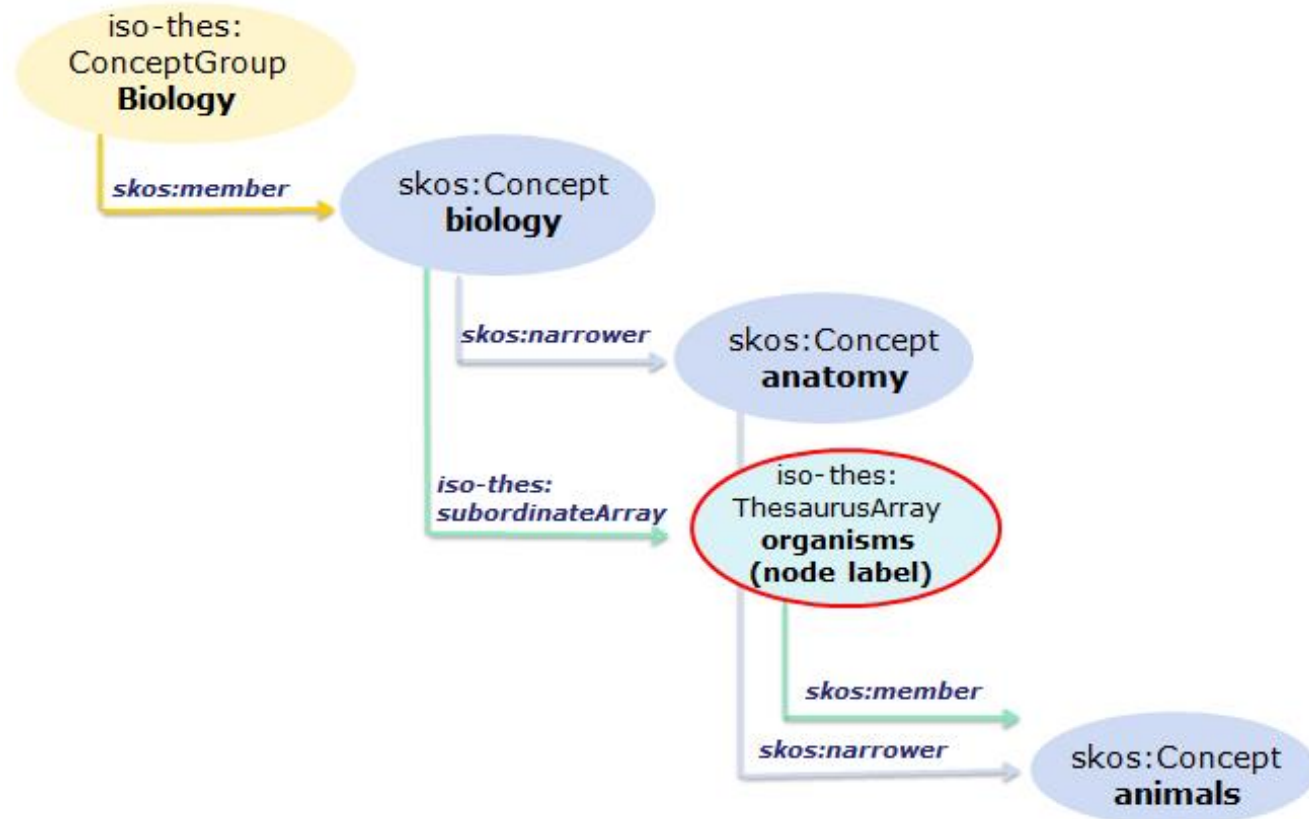 iso-thes:
ConceptGroup
Biology
skos:member
skos:Concept
biology
skos:narrower
skos:Concept
anatomy
iso-thes:
subordinateArray
iso-thes:
ThesaurusArray
organisms
(node label)
skos:member
skos:narrower
skos:Concept
animals